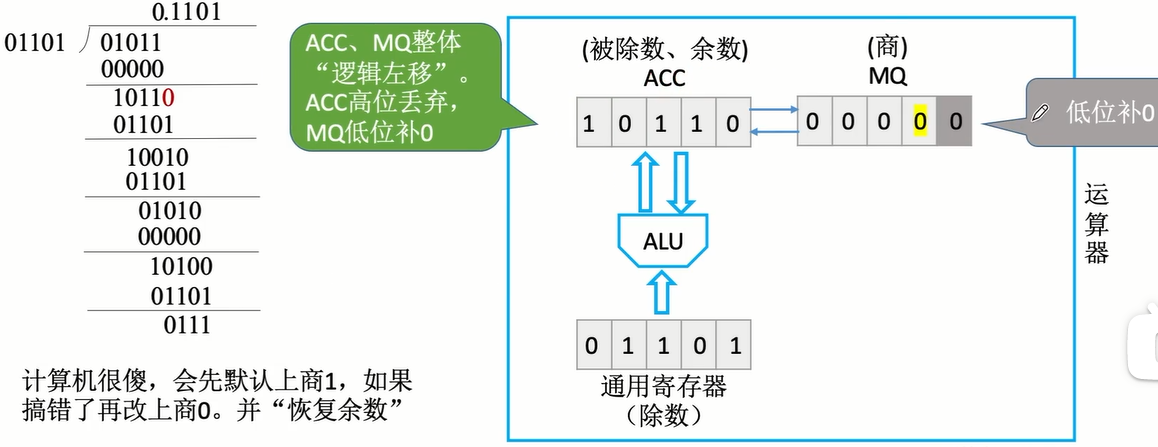 0.1101
01101
01011
00000
10110
01101
10010
01101
01010
00000
10100
01101
0111
计算机很傻，会先默认上商1，如果
搞错了再改上商0。并“恢复余数”
ACC、MQ整体
“逻辑左移”。
ACC高位丢弃，
MQ低位补0
(被除数、余数)
ACC
1 0 1 1 0
(商)
MQ
0 0 0 0 0
低位补0
ALU
0 1 1 0 1
通用寄存器
（除数）
运算器